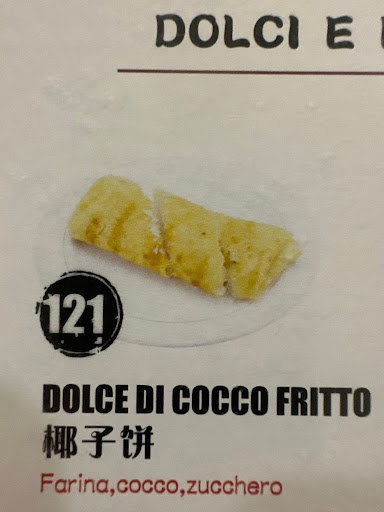 DOLCI E
121
DOLCE DI COCCO FRITTO
椰子饼
Farina,cocco,zucchero